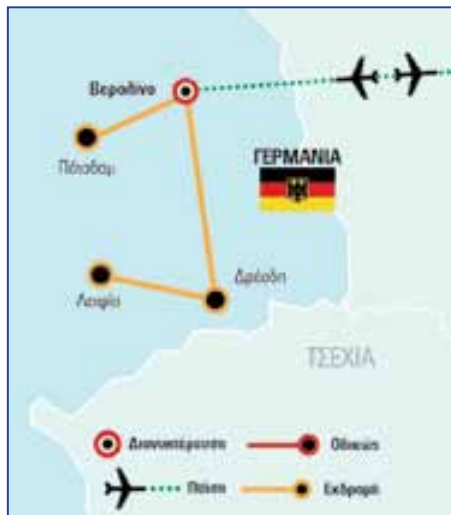 Βερολίνο
Πότσδαμ
ΓΕΡΜΑΝΙΑ
Δρέσδη
Λειψία
ΤΣΕΧΙΑ
Διανυκτέρευση
Οδικώς
Πτήση
Εκδρομή